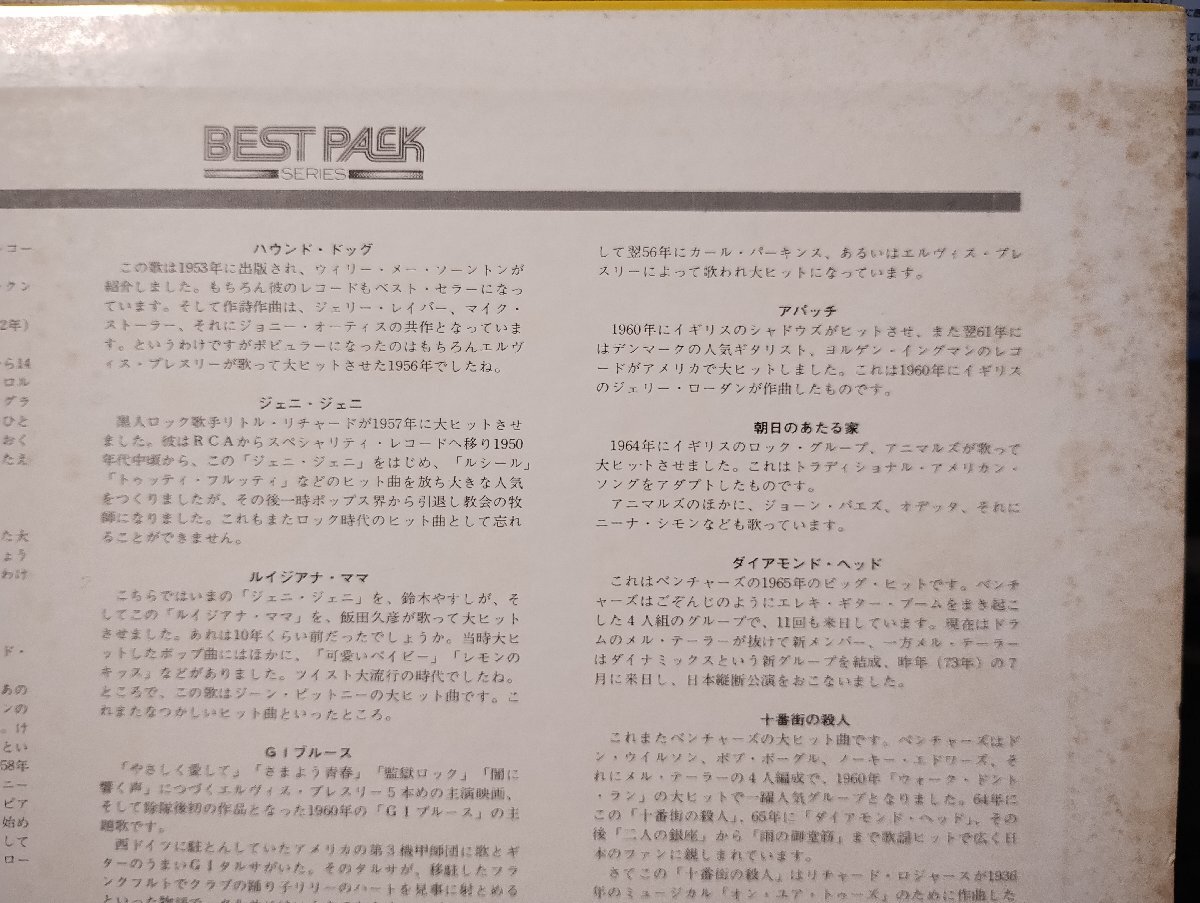 BEST PACK
SERIES
コー
クン
2年）
ら14
ロル
グラ
ひと
おく
たえ
た大
ょう
わけ
ド・
あの
ンの
。け
とい
58年
ニー
ピア
始め
して
ロー
ハウンド・ドッグ
この歌は1953年に出版され、ウィリー・メー・ソーントンが
紹介しました。もちろん彼のレコードもベスト・セラーになっ
ています。そして作詩作曲は、ジェリー・レイバー、マイク・
ストーラー、それにジョニー・オーティスの共作となっていま
す。というわけですがポピュラーになったのはもちろんエルヴ
ィス・プレスリーが歌って大ヒットさせた1956年でしたね。
ジェニ・ジェニ
黒人ロック歌手リトル・リチャードが1957年に大ヒットさせ
ました。彼はRCAからスペシャリティ・レコードへ移り1950
年代中頃から、この「ジェニ・ジェニ」をはじめ、「ルシール」
「トゥッティ・フルッティ」などのヒット曲を放ち大きな人気
をつくりましたが、その後一時ポップス界から引退し教会の牧
師になりました。これもまたロック時代のヒット曲として忘れ
ることができません。
ルイジアナ・ママ
こちらではいまの「ジェニ・ジェニ」を、鈴木やすしが、そ
してこの「ルイジアナ・ママ」を、飯田久彦が歌って大ヒット
させました。あれは10年くらい前だったでしょうか。当時大ヒ
ットしたポップ曲にはほかに、「可愛いベイビー」「レモンの
キッス」などがありました。ツイスト大流行の時代でしたね。
ところで、この歌はジーン・ピットニーの大ヒット曲です。こ
れまたなつかしいヒット曲といったところ。
GIブルース
「やさしく愛して」「さまよう青春」「監獄ロック」「闇に
響く声」につづくエルヴィス・プレスリー5本めの主演映画、
そして除隊後初の作品となった1960年の「GIブルース」の主
題歌です。
西ドイツに駐とんしていたアメリカの第3機甲師団に歌とギ
ターのうまいGIタルサがいた。そのタルサが、移駐したフラ
ンクフルトでクラブの踊り子リリーのハートを見事に射とめる
して翌56年にカール・パーキンス、あるいはエルヴィス・プレ
スリーによって歌われ大ヒットになっています。
アパッチ
1960年にイギリスのシャドウズがヒットさせ、また翌61年に
はデンマークの人気ギタリスト、ヨルゲン・イングマンのレコ
ードがアメリカで大ヒットしました。これは1960年にイギリス
のジェリー・ローダンが作曲したものです。
朝日のあたる家
1964年にイギリスのロック・グループ、アニマルズが歌って
大ヒットさせました。これはトラディショナル・アメリカン・
ソングをアダプトしたものです。
アニマルズのほかに、ジョーン・バエズ、オデッタ、それに
ニーナ・シモンなども歌っています。
ダイアモンド・ヘッド
これはベンチャーズの1965年のビッグ・ヒットです。ベンチ
ャーズはごぞんじのようにエレキ・ギター・ブームをまき起こ
した4人組のグループで、11回も来日しています。現在はドラ
ムのメル・テーラーが抜けて新メンバー、一方メル・テーラー
はダイナミックスという新グループを結成、昨年（73年）の7
月に来日し、日本縦断公演をおこないました。
十番街の殺人
これまたベンチャーズの大ヒット曲です。ベンチャーズはド
ン・ウイルソン、ボブ・ボーグル、ノーキー・エドワーズ、そ
れにメル・テーラーの4人編成で、1960年「ウォーク・ドント
・ラン」の大ヒットで一躍人気グループとなりました。64年に
この「十番街の殺人」、65年に「ダイアモンド・ヘッド」、その
後「二人の銀座」から「雨の御堂筋」まで歌謡ヒットで広く日
本のファンに親しまれています。
さてこの「十番街の殺人」はリチャード・ロジャースが1936
年のミュージカル「オン・ユア・トゥーズ」のために作曲した